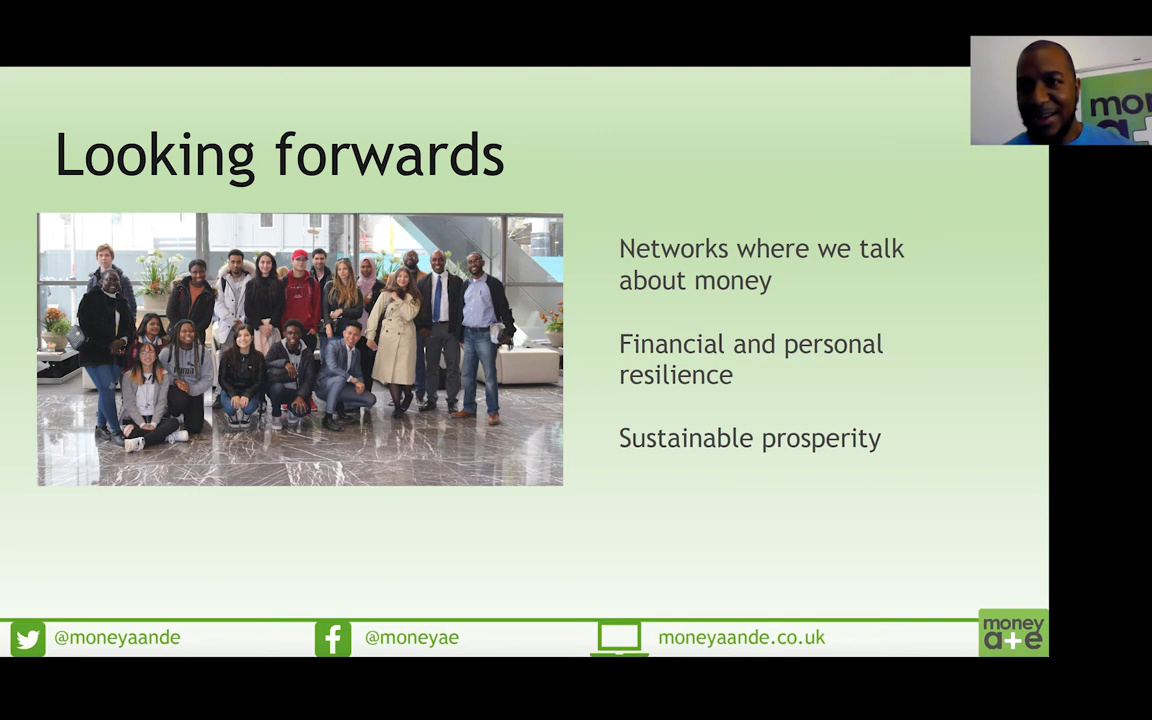 Looking forwards
Networks where we talk
about money
Financial and personal
resilience
Sustainable prosperity
@moneyaande
@moneyae
moneyaande.co.uk
money
a+e